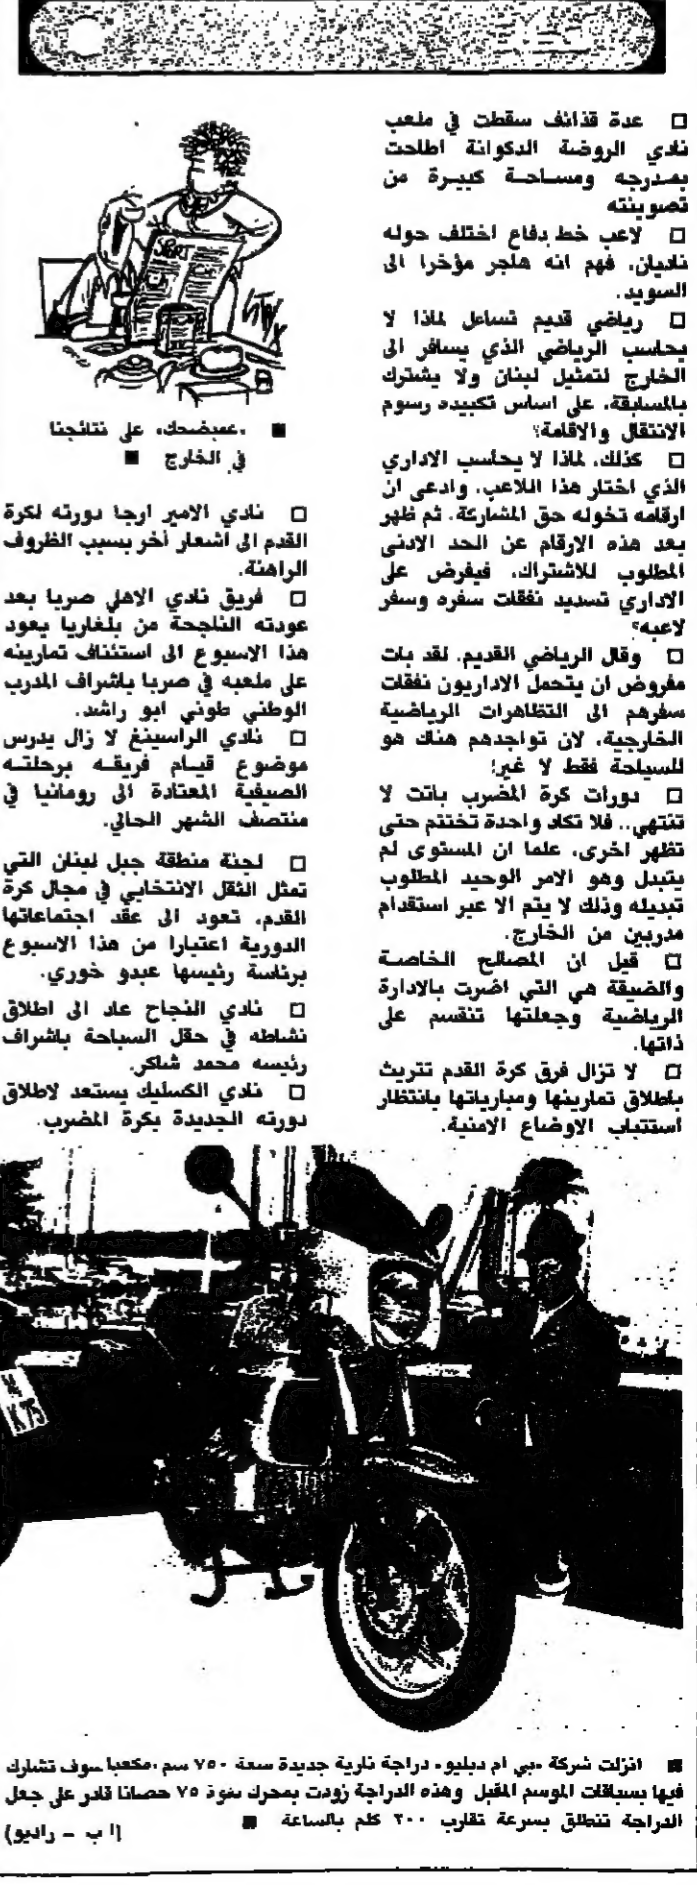 □ عدة قذائف سقطت في ملعب
نادي الروضة الدكوانة اطاحت
بمدرجه ومساحة كبيرة من
تصوينته
□ لاعب خط دفاع اختلف حوله
ناديان، فهم انه هاجر مؤخرا الى
السويد.
□ رياضي قديم تساءل لماذا لا
يحاسب الرياضي الذي يسافر الى
الخارج لتمثيل لبنان ولا يشترك
بالمسابقة، على اساس تكبيده رسوم
الانتقال والاقامة؟
□ كذلك، لماذا لا يحاسب الاداري
الذي اختار هذا اللاعب، وادعى ان
ارقامه تخوله حق المشاركة، ثم ظهر
بعد هذه الارقام عن الحد الادنى
المطلوب للاشتراك، فيفرض على
الاداري تسديد نفقات سفره وسفر
لاعبه؟
□ وقال الرياضي القديم، لقد بات
مفروض ان يتحمل الاداريون نفقات
سفرهم الى التظاهرات الرياضية
الخارجية، لان تواجدهم هناك هو
للسياحة فقط لا غير!
□ دورات كرة المضرب باتت لا
تنتهي.. فلا تكاد واحدة تختتم حتى
تظهر اخرى، علما ان المستوى لم
يتبدل وهو الامر الوحيد المطلوب
تبديله وذلك لا يتم الا عبر استقدام
مدربين من الخارج.
□ قيل ان المصالح الخاصة
والضيقة هي التي اضرت بالادارة
الرياضية وجعلتها تنقسم على
ذاتها.
□ لا تزال فرق كرة القدم تتريث
باطلاق تمارينها ومبارياتها بانتظار
استتباب الاوضاع الامنية.
SPORT
■ «عميضحك» على نتائجنا
في الخارج ■
□ نادي الامير ارجا دورته لكرة
القدم الى اشعار آخر بسبب الظروف
الراهنة.
□ فريق نادي الاهلي صربا بعد
عودته الناجحة من بلغاريا يعود
هذا الاسبوع الى استئناف تمارينه
على ملعبه في صربا باشراف المدرب
الوطني طوني ابو راشد.
□ نادي الراسينغ لا زال يدرس
موضوع قيام فريقه برحلته
الصيفية المعتادة الى رومانيا في
منتصف الشهر الحالي.
□ لجنة منطقة جبل لبنان التي
تمثل الثقل الانتخابي في مجال كرة
القدم، تعود الى عقد اجتماعاتها
الدورية اعتبارا من هذا الاسبوع
برئاسة رئيسها عبدو خوري.
□ نادي النجاح عاد الى اطلاق
نشاطه في حقل السباحة باشراف
رئيسه محمد شاكر.
□ نادي الكسليك يستعد لاطلاق
دورته الجديدة بكرة المضرب.
K 75
■ انزلت شركة «بي ام دبليو» دراجة نارية جديدة سعة ٧٥٠ سم مكعبا سوف تشارك
فيها بسباقات الموسم المقبل وهذه الدراجة زودت بمحرك بقوة ٧٥ حصانا قادر على جعل
الدراجة تنطلق بسرعة تقارب ٢٠٠ كلم بالساعة ■
(ا ب - راديو)